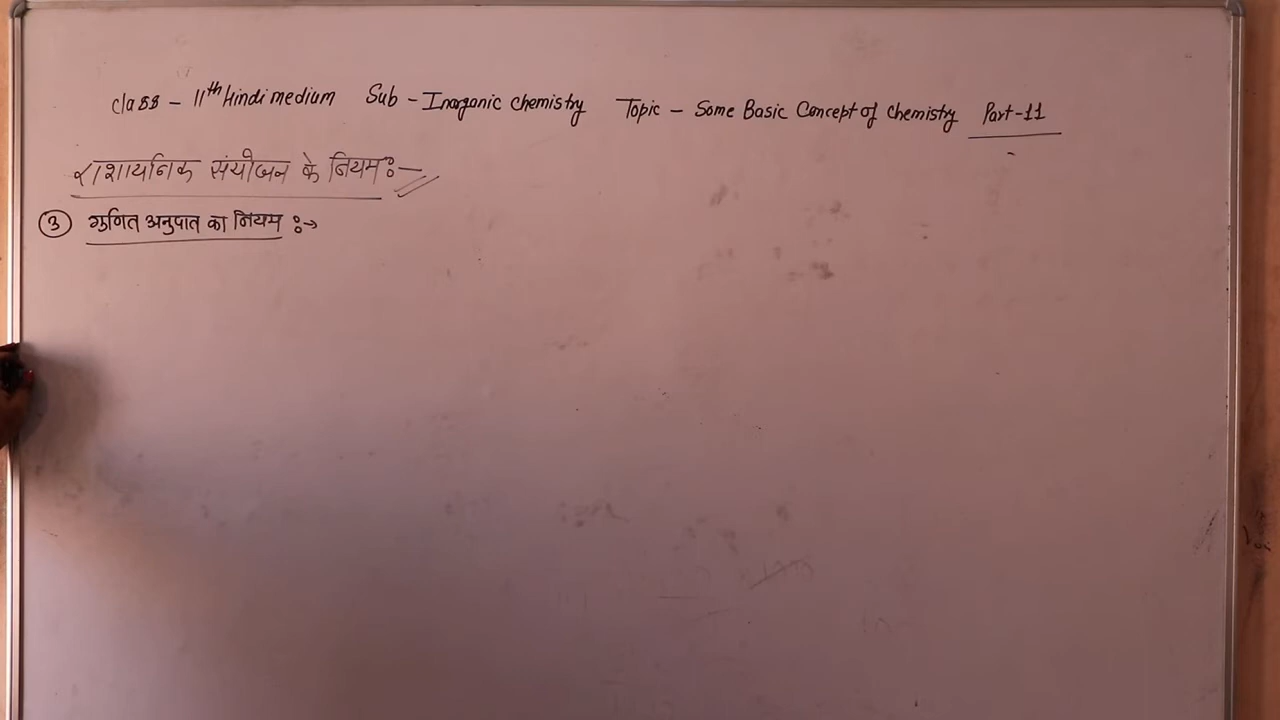 Class - 11th Hindi medium Sub - Inorganic Chemistry Topic - Some Basic Concept of Chemistry Part-11
राशायनिक संयोजन के नियम :-
③ गुणित अनुपात का नियम :→